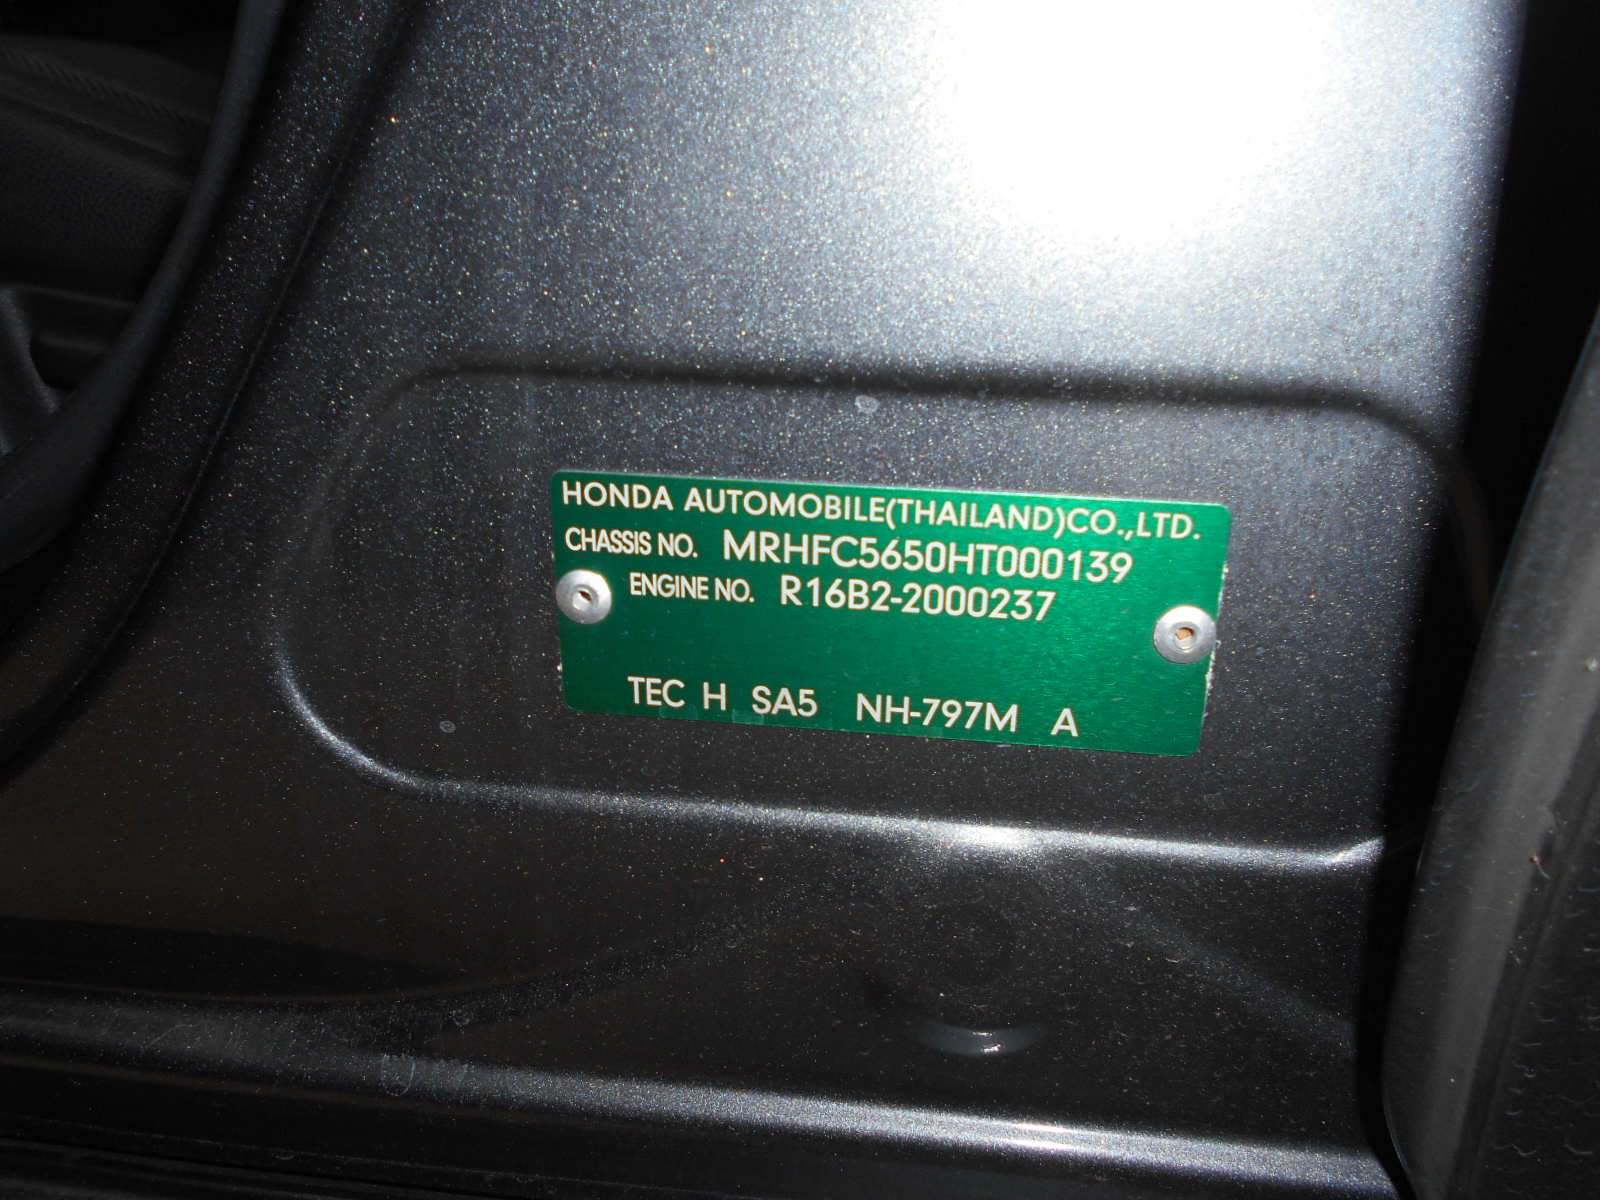 HONDA AUTOMOBILE(THAILAND)CO.,LTD.
CHASSIS NO. MRHFC5650HT000139
ENGINE NO. R16B2-2000237
TEC H SA5 NH-797M A